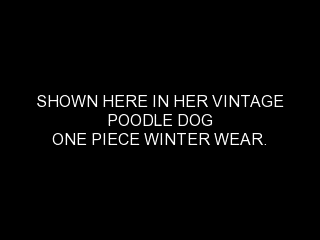 SHOWN HERE IN HER VINTAGE
POODLE DOG
ONE PIECE WINTER WEAR.